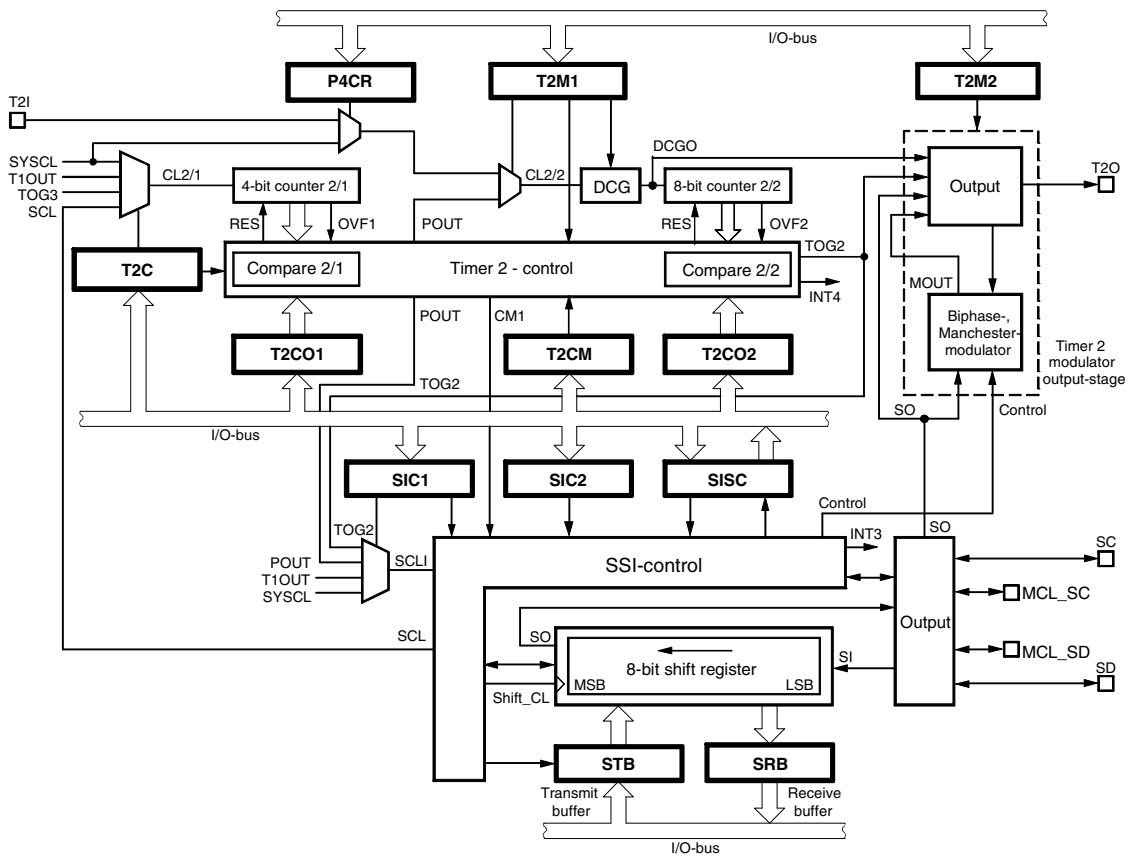 I/O-bus
P4CR
T2M1
T2M2
T2I
DCGO
T2O
SYSCL
T1OUT
TOG3
SCL
CL2/1
4-bit counter 2/1
CL2/2
DCG
8-bit counter 2/2
Output
RES
OVF1
POUT
RES
OVF2
TOG2
T2C
Compare 2/1
Timer 2 - control
Compare 2/2
INT4
MOUT
POUT
CM1
Biphase-,
Manchester-
modulator
Timer 2
modulator
output-stage
T2CO1
T2CM
T2CO2
TOG2
SO
Control
I/O-bus
SIC1
SIC2
SISC
Control
TOG2
INT3
SO
SC
POUT
T1OUT
SYSCL
SCLI
SSI-control
MCL_SC
Output
SCL
SO
8-bit shift register
MSB
LSB
SI
MCL_SD
SD
Shift_CL
STB
SRB
Transmit
buffer
Receive
buffer
I/O-bus